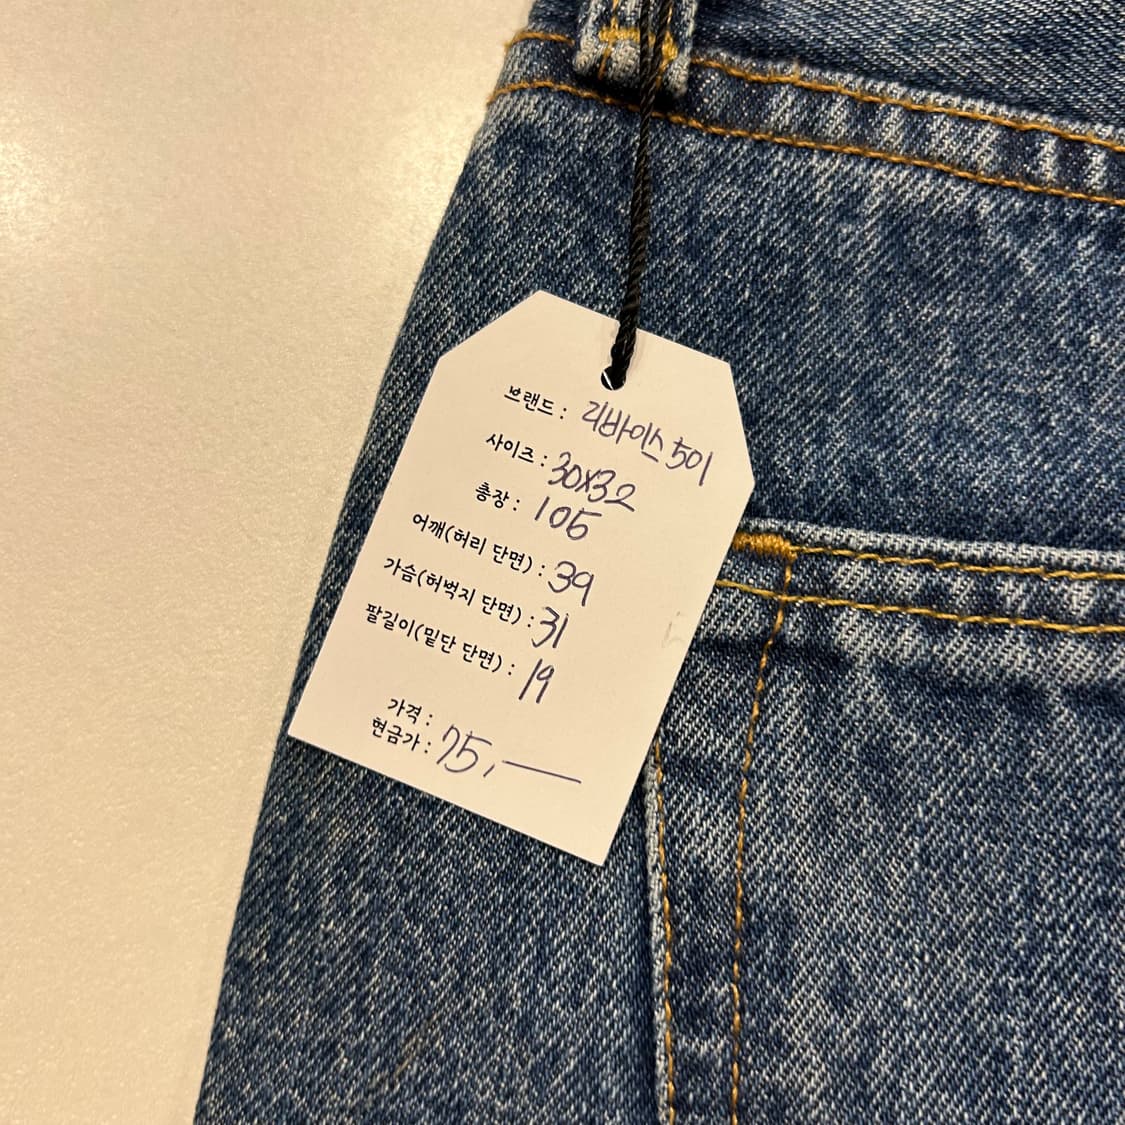 브랜드 : 리바이스 501
사이즈 : 30X32
총장 : 105
어깨(허리 단면) : 39
가슴(허벅지 단면) : 31
팔길이(밑단 단면) : 19
가격 :
현금가 : 75,―